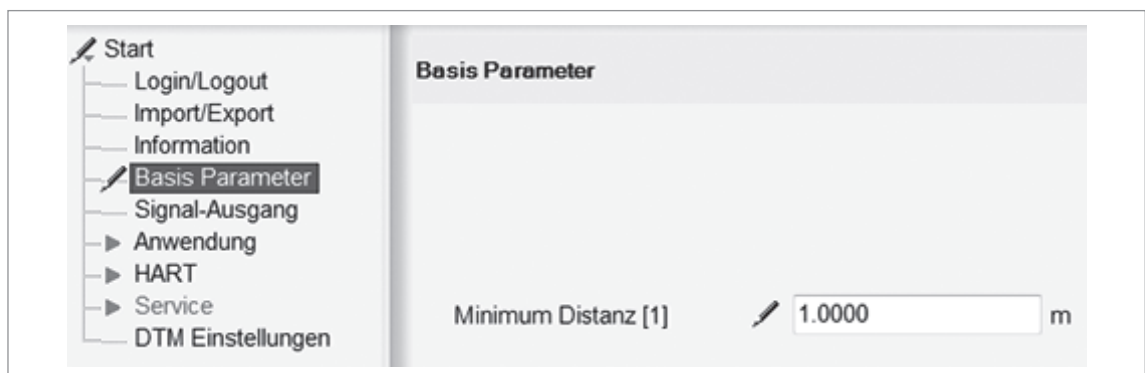 Start
Login/Logout
Import/Export
Information
Basis Parameter
Signal-Ausgang
Anwendung
HART
Service
DTM Einstellungen
Basis Parameter
Minimum Distanz [1] 1.0000 m